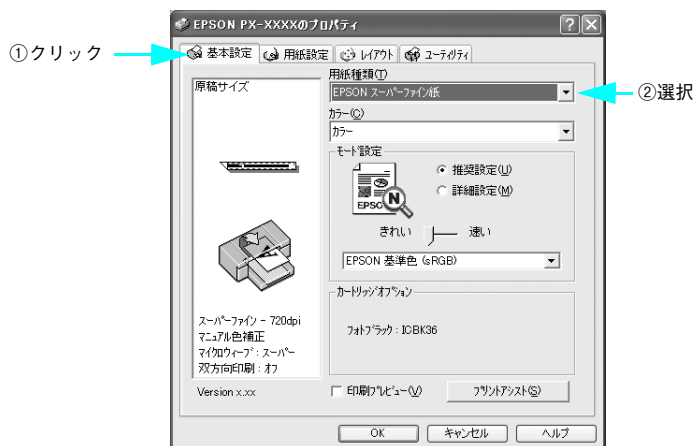 EPSON PX-XXXXのプロパティ
①クリック
基本設定 用紙設定 レイアウト ユーティリティ
原稿サイズ
用紙種類(T)
EPSON スーパーファイン紙
②選択
カラー(C)
カラー
モード設定
推奨設定(U)
詳細設定(M)
EPSO
N
きれい 速い
EPSON 基準色 (sRGB)
カートリッジオプション
フォトブラック : ICBK36
スーパーファイン - 720dpi
マニュアル色補正
マイクロウィーブ : スーパー
双方向印刷 : オフ
Version x.xx
印刷プレビュー(V)
プリントアシスト(S)
OK キャンセル ヘルプ